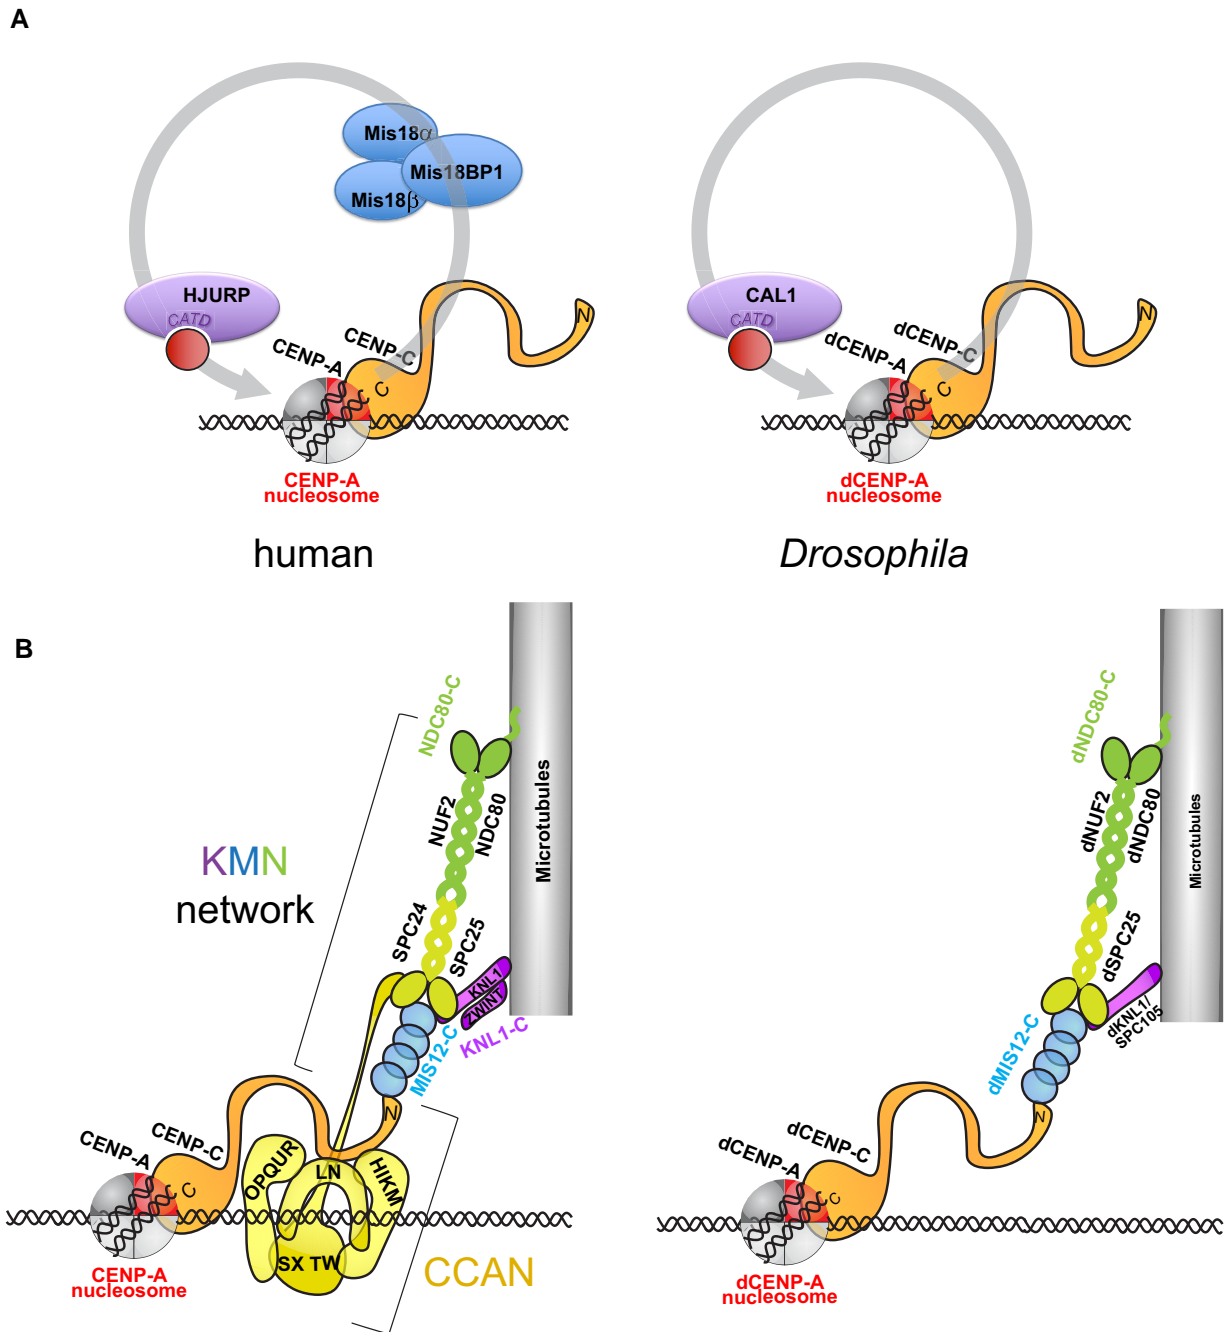 A
Mis18α
Mis18BP1
Mis18β
HJURP
CATD
CENP-A
CENP-C
C
N
CENP-A
nucleosome
human
CAL1
CATD
dCENP-A
dCENP-C
C
N
dCENP-A
nucleosome
Drosophila
B
NDC80-C
NUF2
NDC80
Microtubules
KMN
network
SPC24
SPC25
KNL1
ZWINT
KNL1-C
MIS12-C
N
CENP-A
CENP-C
C
OPQUR
LN
HIKM
SX TW
CCAN
CENP-A
nucleosome
dNDC80-C
dNUF2
dNDC80
Microtubules
dSPC25
dKNL1/
SPC105
dMIS12-C
N
dCENP-A
dCENP-C
C
dCENP-A
nucleosome